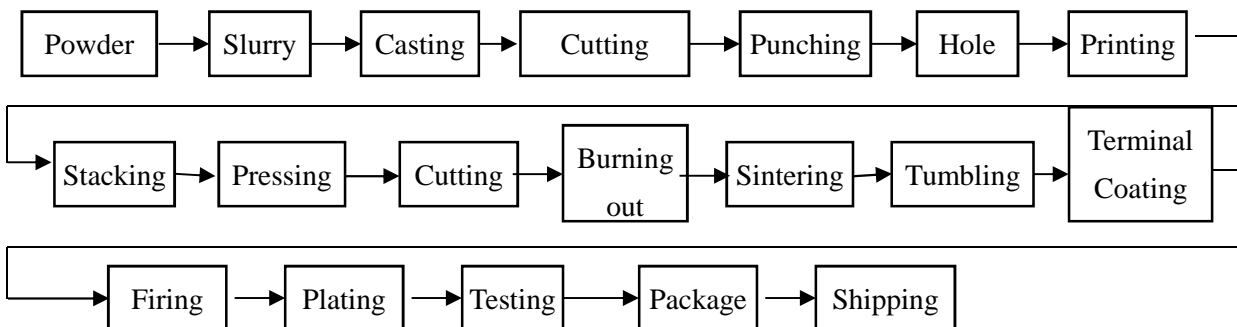 Powder Slurry Casting Cutting Punching Hole Printing
Stacking Pressing Cutting Burning out Sintering Tumbling Terminal Coating
Firing Plating Testing Package Shipping